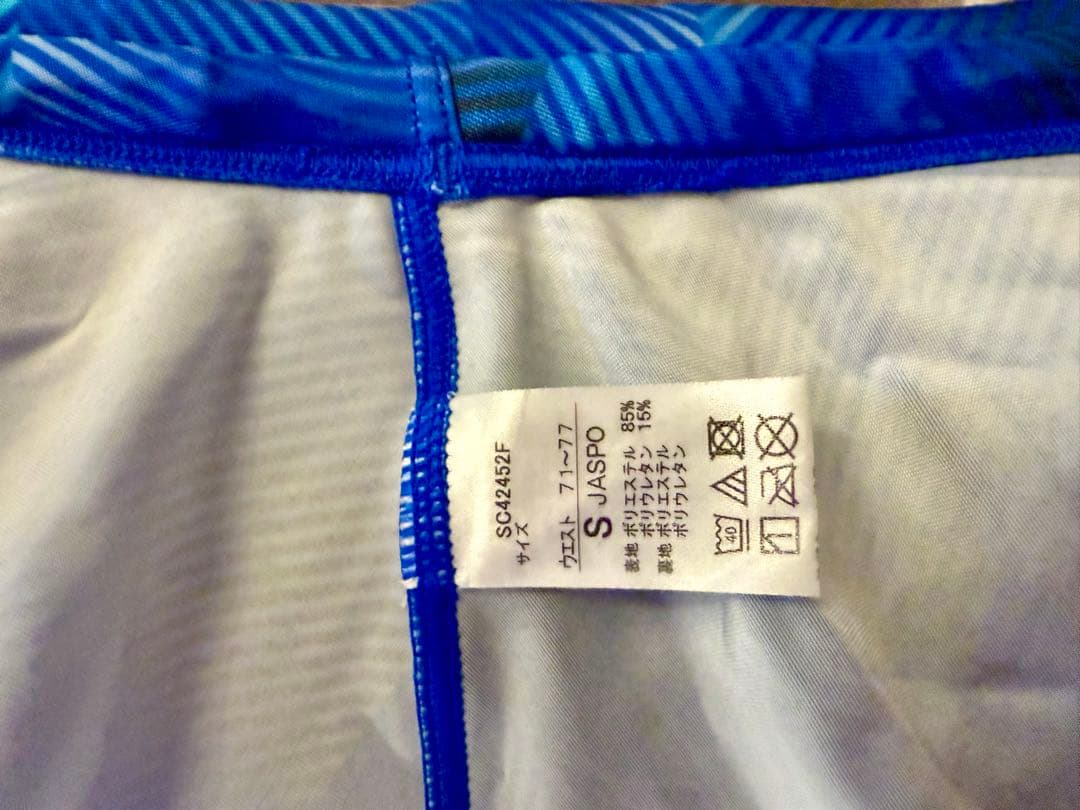 SC42452F
サイズ
ウエスト 71～77
S JASPO
表地 ポリエステル 85%
ポリウレタン 15%
裏地 ポリエステル
ポリウレタン
40